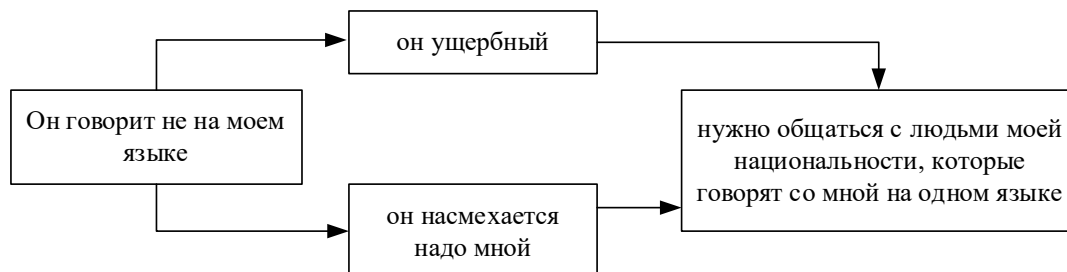 он ущербный
Он говорит не на моем
языке
нужно общаться с людьми моей
национальности, которые
говорят со мной на одном языке
он насмехается
надо мной